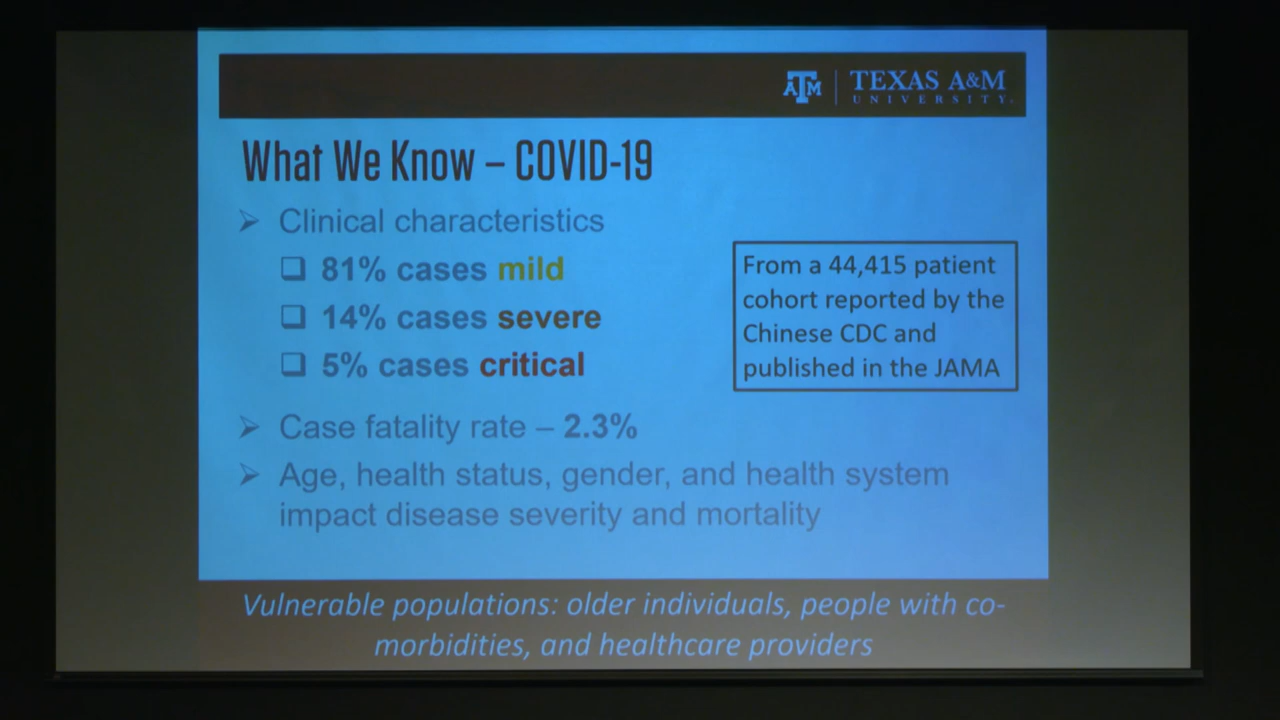 ATM TEXAS A&M
UNIVERSITY.
What We Know – COVID-19
➢ Clinical characteristics
❑ 81% cases mild
❑ 14% cases severe
❑ 5% cases critical
From a 44,415 patient
cohort reported by the
Chinese CDC and
published in the JAMA
➢ Case fatality rate – 2.3%
➢ Age, health status, gender, and health system
impact disease severity and mortality
Vulnerable populations: older individuals, people with co-
morbidities, and healthcare providers